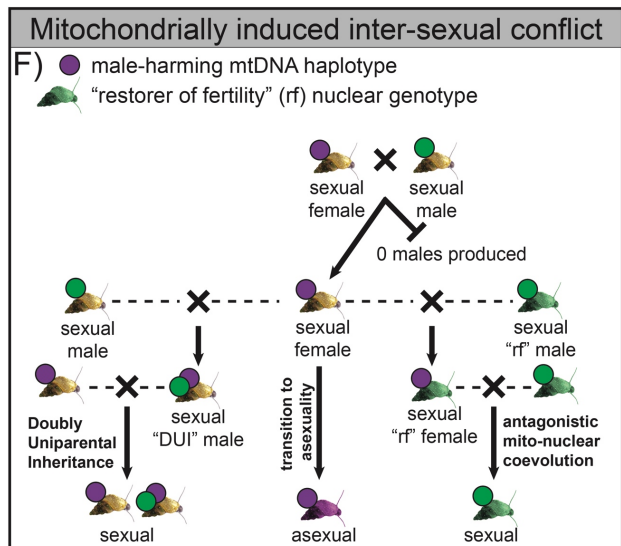 Mitochondrially induced inter-sexual conflict
F)
male-harming mtDNA haplotype
"restorer of fertility" (rf) nuclear genotype
sexual
female
sexual
male
0 males produced
sexual
male
sexual
female
sexual
"rf" male
sexual
"DUI" male
sexual
"rf" female
Doubly
Uniparental
Inheritance
transition to
asexuality
antagonistic
mito-nuclear
coevolution
sexual
asexual
sexual